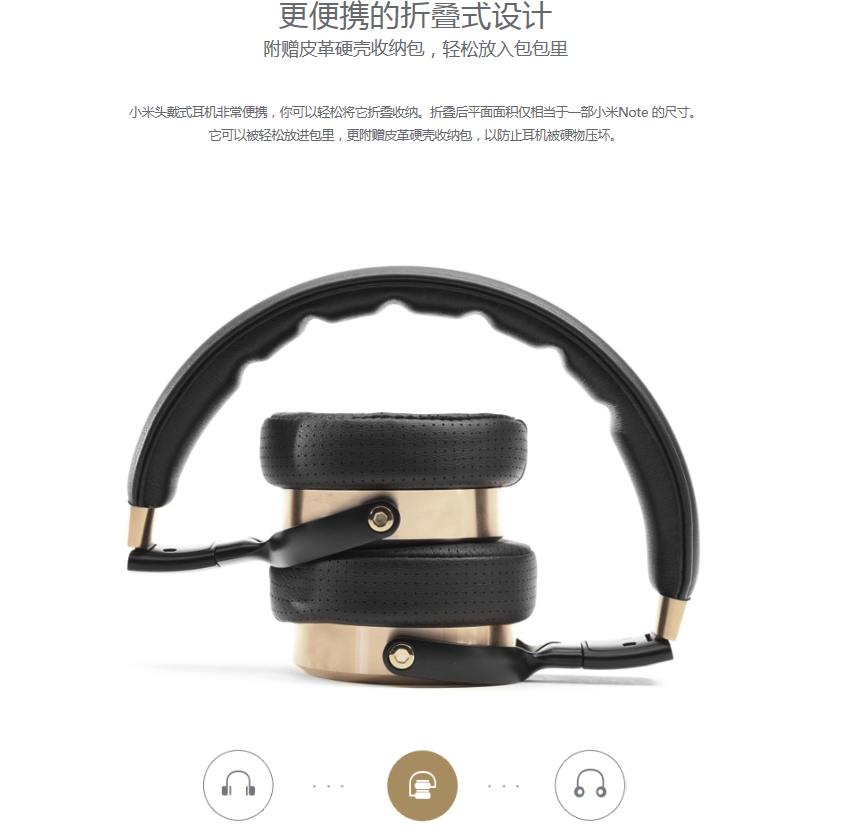 更便携的折叠式设计
附赠皮革硬壳收纳包，轻松放入包包里
小米头戴式耳机非常便携，你可以轻松将它折叠收纳。折叠后平面面积仅相当于一部小米Note 的尺寸。
它可以被轻松放进包里，更附赠皮革硬壳收纳包，以防止耳机被硬物压坏。